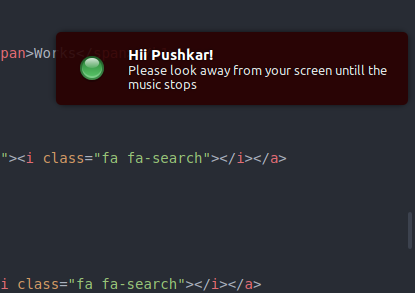 pan>Works</span>
Hii Pushkar!
Please look away from your screen untill the
music stops
"><i class="fa fa-search"></i></a>
i class="fa fa-search"></i></a>